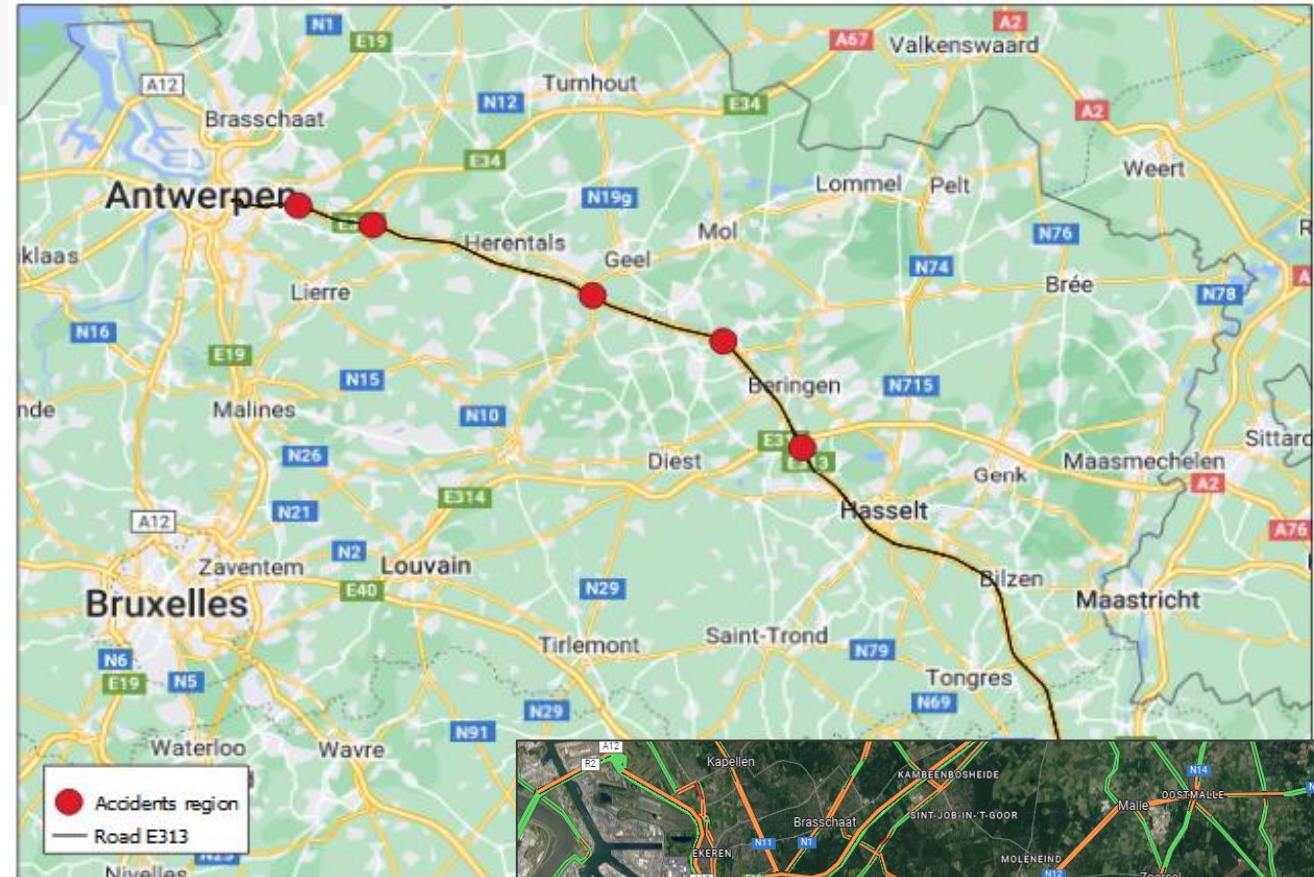 N1
E19
A67
A2
Valkenswaard
A12
Turnhout
N12
E34
A2
Brasschaat
E34
Weert
Antwerpen
N19g
Lommel
Pelt
Mol
N76
Herentals
Geel
iklaas
N74
Lierre
Brée
N78
N16
E19
N15
Beringen
N715
nde
Malines
N10
Sittard
N26
Diest
Genk
Maasmechelen
E314
A2
N21
Hasselt
A12
A76
N2
Zaventem
Louvain
E40
Bilzen
N29
Bruxelles
Maastricht
Tirlemont
Saint-Trond
N79
N6
E19
N5
Tongres
N69
N29
N91
Waterloo
Wavre
Accidents region
Road E313
Nivelles
A12
R2
Kapellen
KAMBEENBOSHEIDE
N14
OOSTMALLE
Malle
Brasschaat
SINT-JOB-IN-'T-GOOR
N11
N1
EKEREN
MOLENEIND
N12